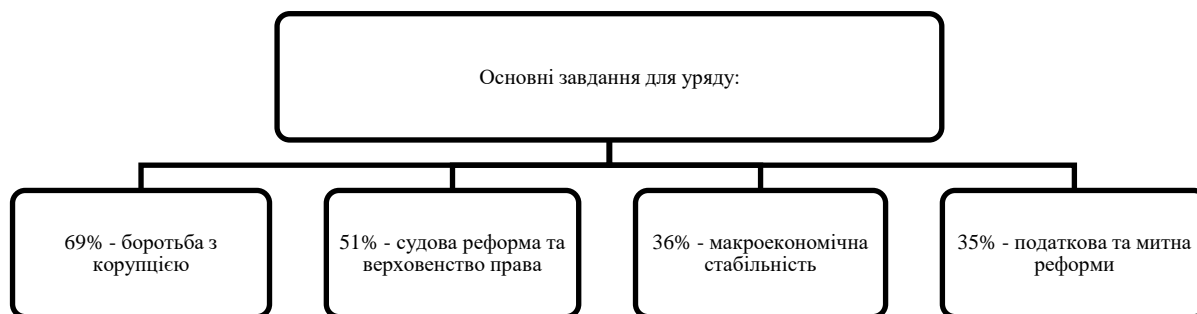 Основні завдання для уряду:
69% - боротьба з
корупцією
51% - судова реформа та
верховенство права
36% - макроекономічна
стабільність
35% - податкова та митна
реформи